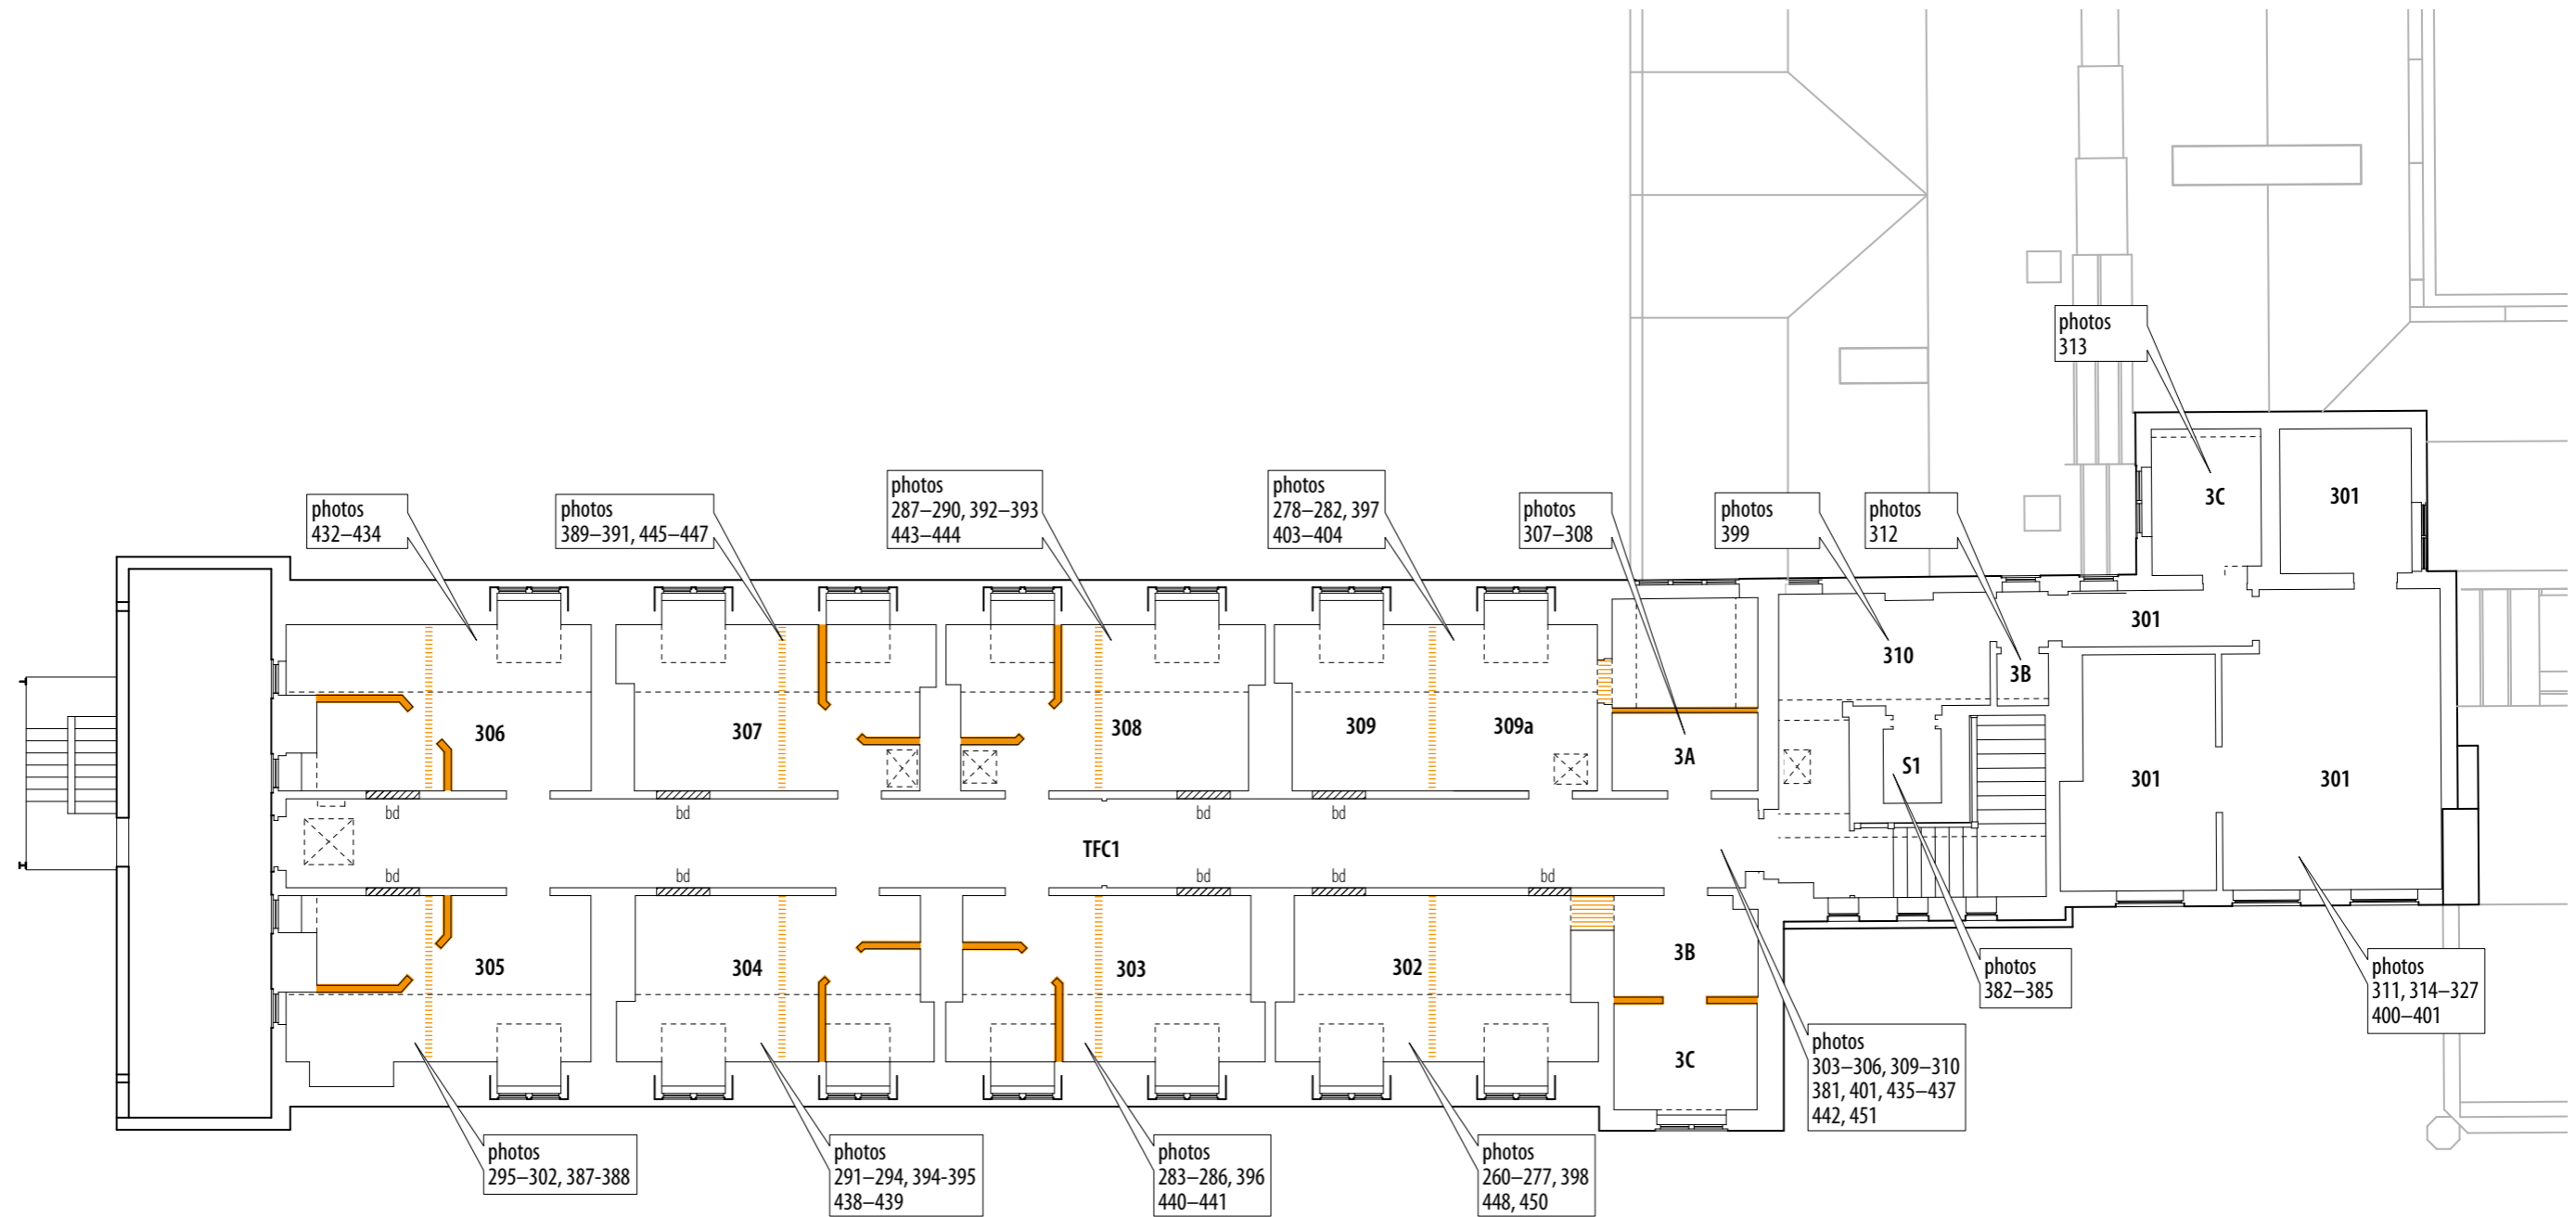 photos
313
photos
432–434
photos
389–391, 445–447
photos
287–290, 392–393
443–444
photos
278–282, 397
403–404
photos
307–308
photos
399
photos
312
3C
301
301
310
3B
306
307
308
309
309a
3A
S1
301
301
bd
bd
bd
bd
TFC1
bd
bd
bd
bd
bd
305
304
303
302
3B
3C
photos
382–385
photos
311, 314–327
400–401
photos
303–306, 309–310
381, 401, 435–437
442, 451
photos
295–302, 387-388
photos
291–294, 394-395
438–439
photos
283–286, 396
440–441
photos
260–277, 398
448, 450